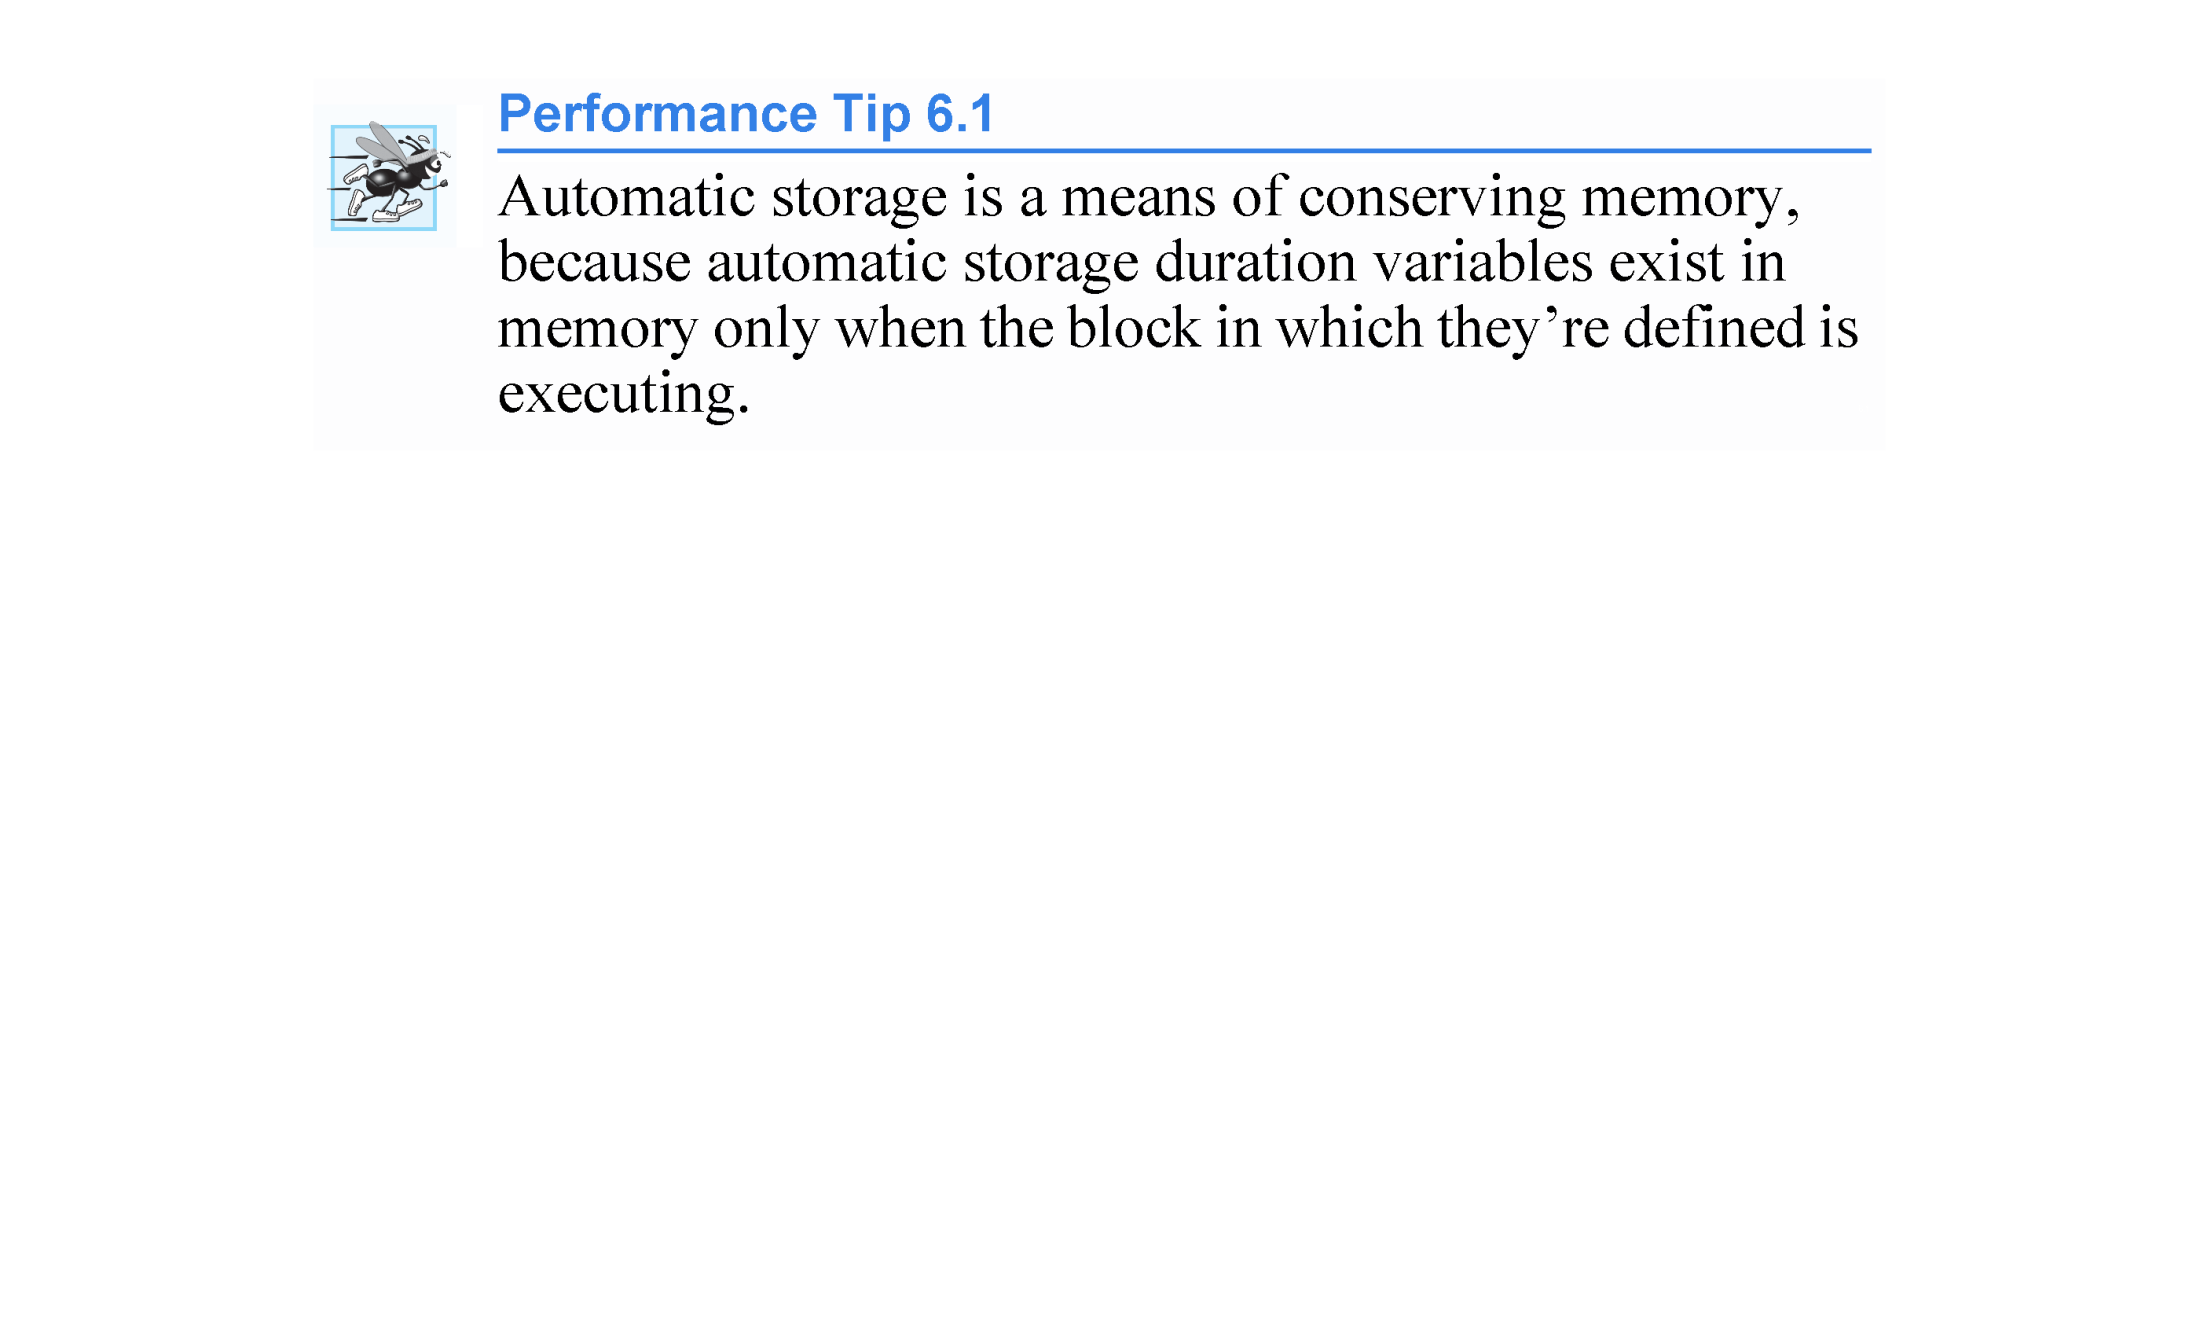 Performance Tip 6.1
Automatic storage is a means of conserving memory,
because automatic storage duration variables exist in
memory only when the block in which they’re defined is
executing.